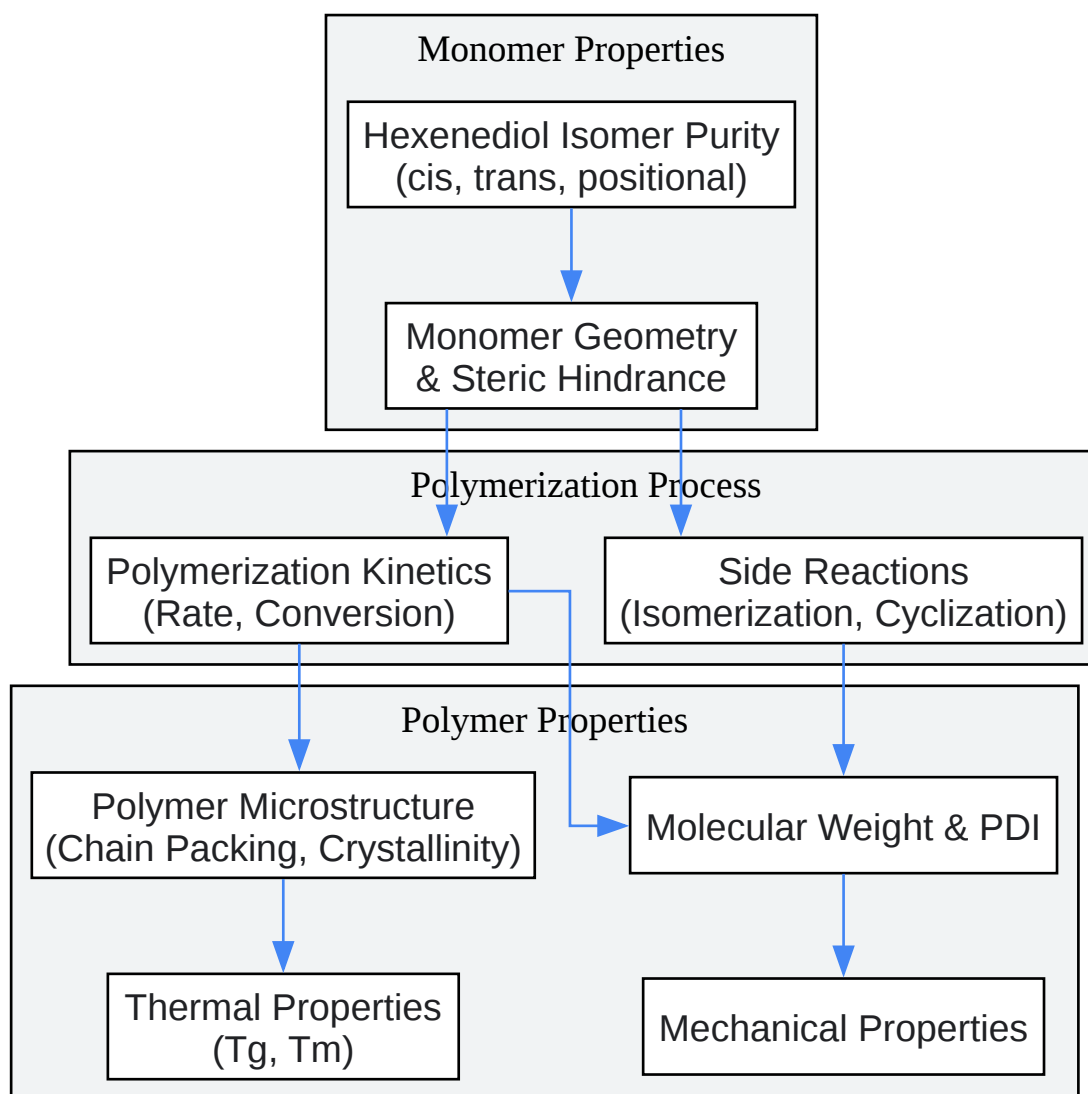 Monomer Properties
Hexenediol Isomer Purity
(cis, trans, positional)
Monomer Geometry
& Steric Hindrance
Polymerization Process
Polymerization Kinetics
(Rate, Conversion)
Side Reactions
(Isomerization, Cyclization)
Polymer Properties
Polymer Microstructure
(Chain Packing, Crystallinity)
Molecular Weight & PDI
Thermal Properties
(Tg, Tm)
Mechanical Properties